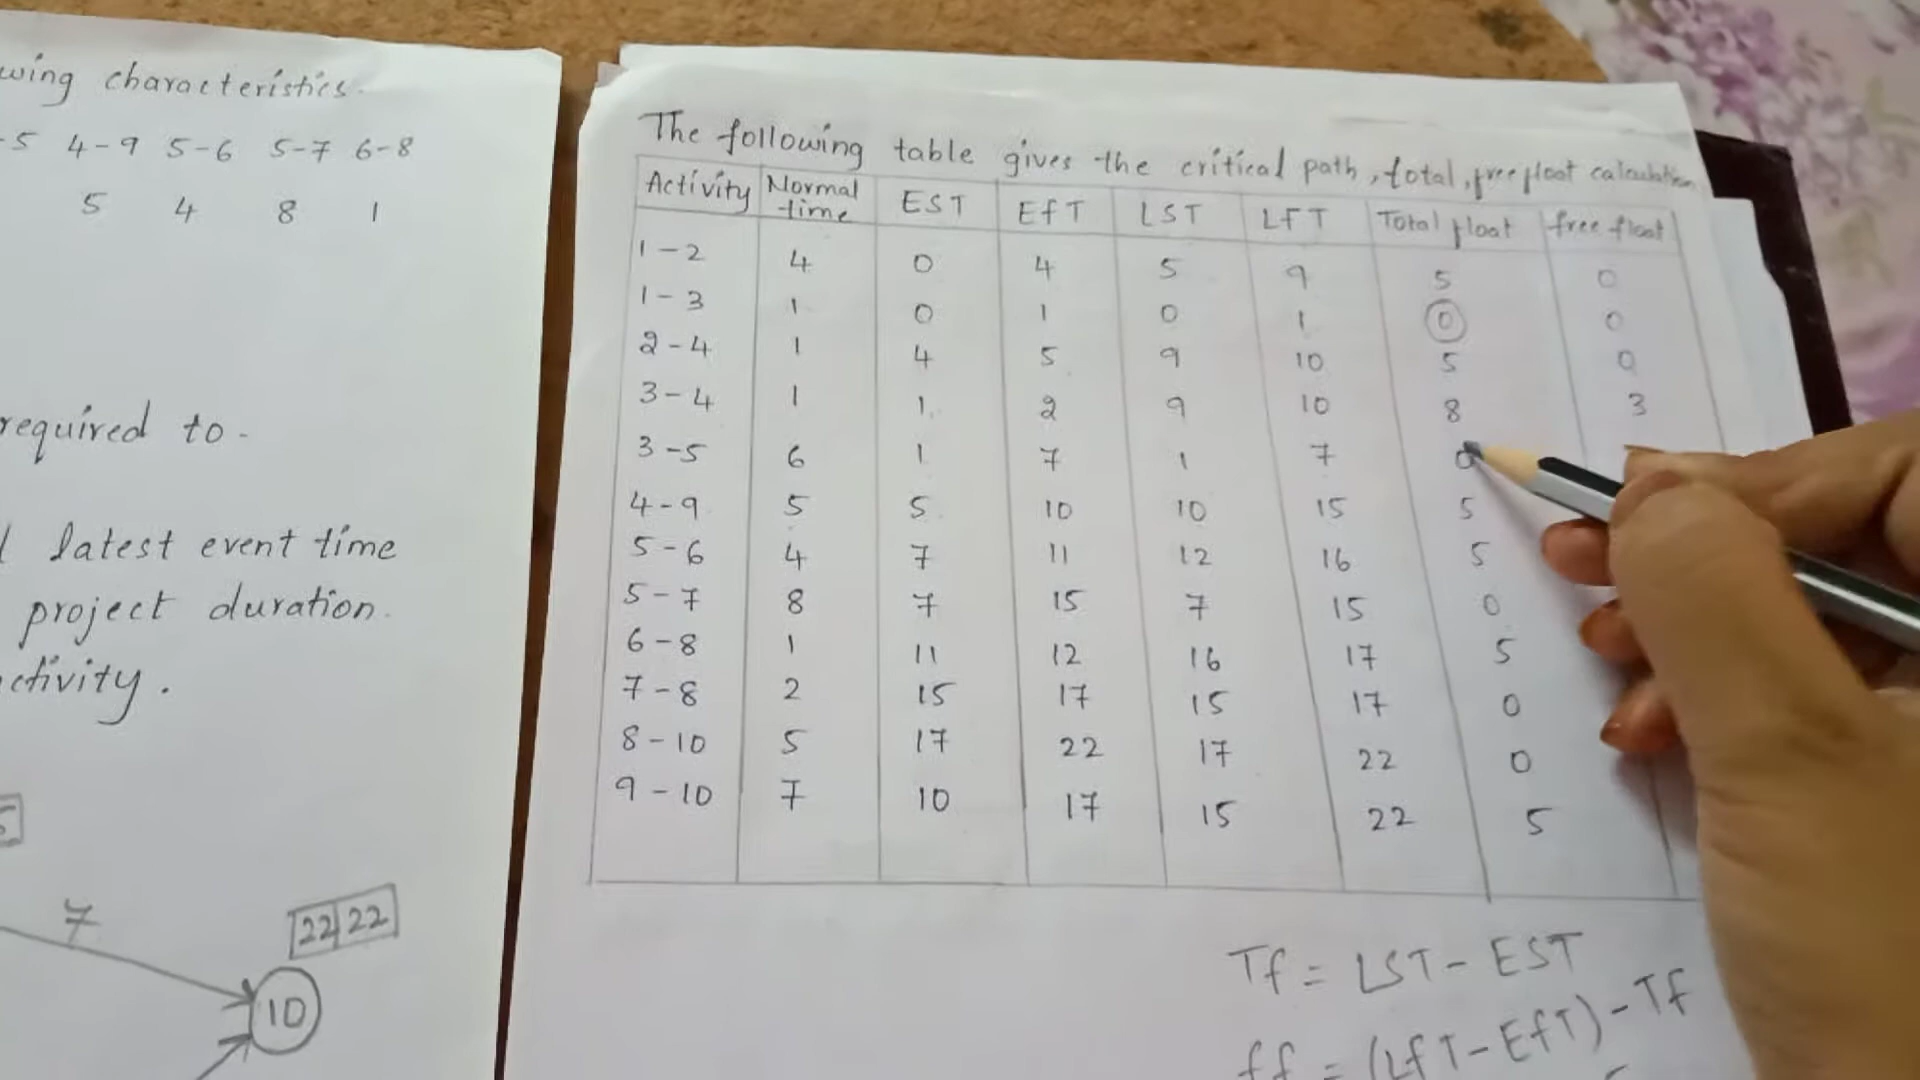 wing characteristics.
-5 4-9 5-6 5-7 6-8
5 4 8 1
required to -
latest event time
project duration.
ctivity.
5
7
22 22
10
The following table gives the critical path, total, free float calculation
Activity Normal time EST EfT LST LFT Total float free float
1-2 4 0 4 5 9 5 0
1-3 1 0 1 0 1 0 0
2-4 1 4 5 9 10 5 0
3-4 1 1 2 9 10 8 3
3-5 6 1 7 1 7 0
4-9 5 5 10 10 15 5
5-6 4 7 11 12 16 5
5-7 8 7 15 7 15 0
6-8 1 11 12 16 17 5
7-8 2 15 17 15 17 0
8-10 5 17 22 17 22 0
9-10 7 10 17 15 22 5
Tf = LST - EST
ff = (LfT - EfT) - Tf